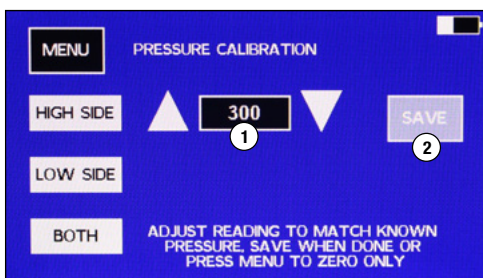 MENU
PRESSURE CALIBRATION
HIGH SIDE
300
1
SAVE
2
LOW SIDE
BOTH
ADJUST READING TO MATCH KNOWN
PRESSURE, SAVE WHEN DONE OR
PRESS MENU TO ZERO ONLY